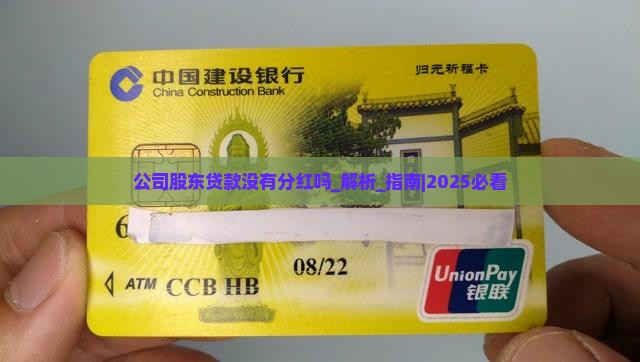 中国建设银行
China Construction Bank
归元祈福卡
公司股东贷款没有分红吗_解析_指南|2025必看
6
08/22
ATM CCB HB
UnionPay
银联